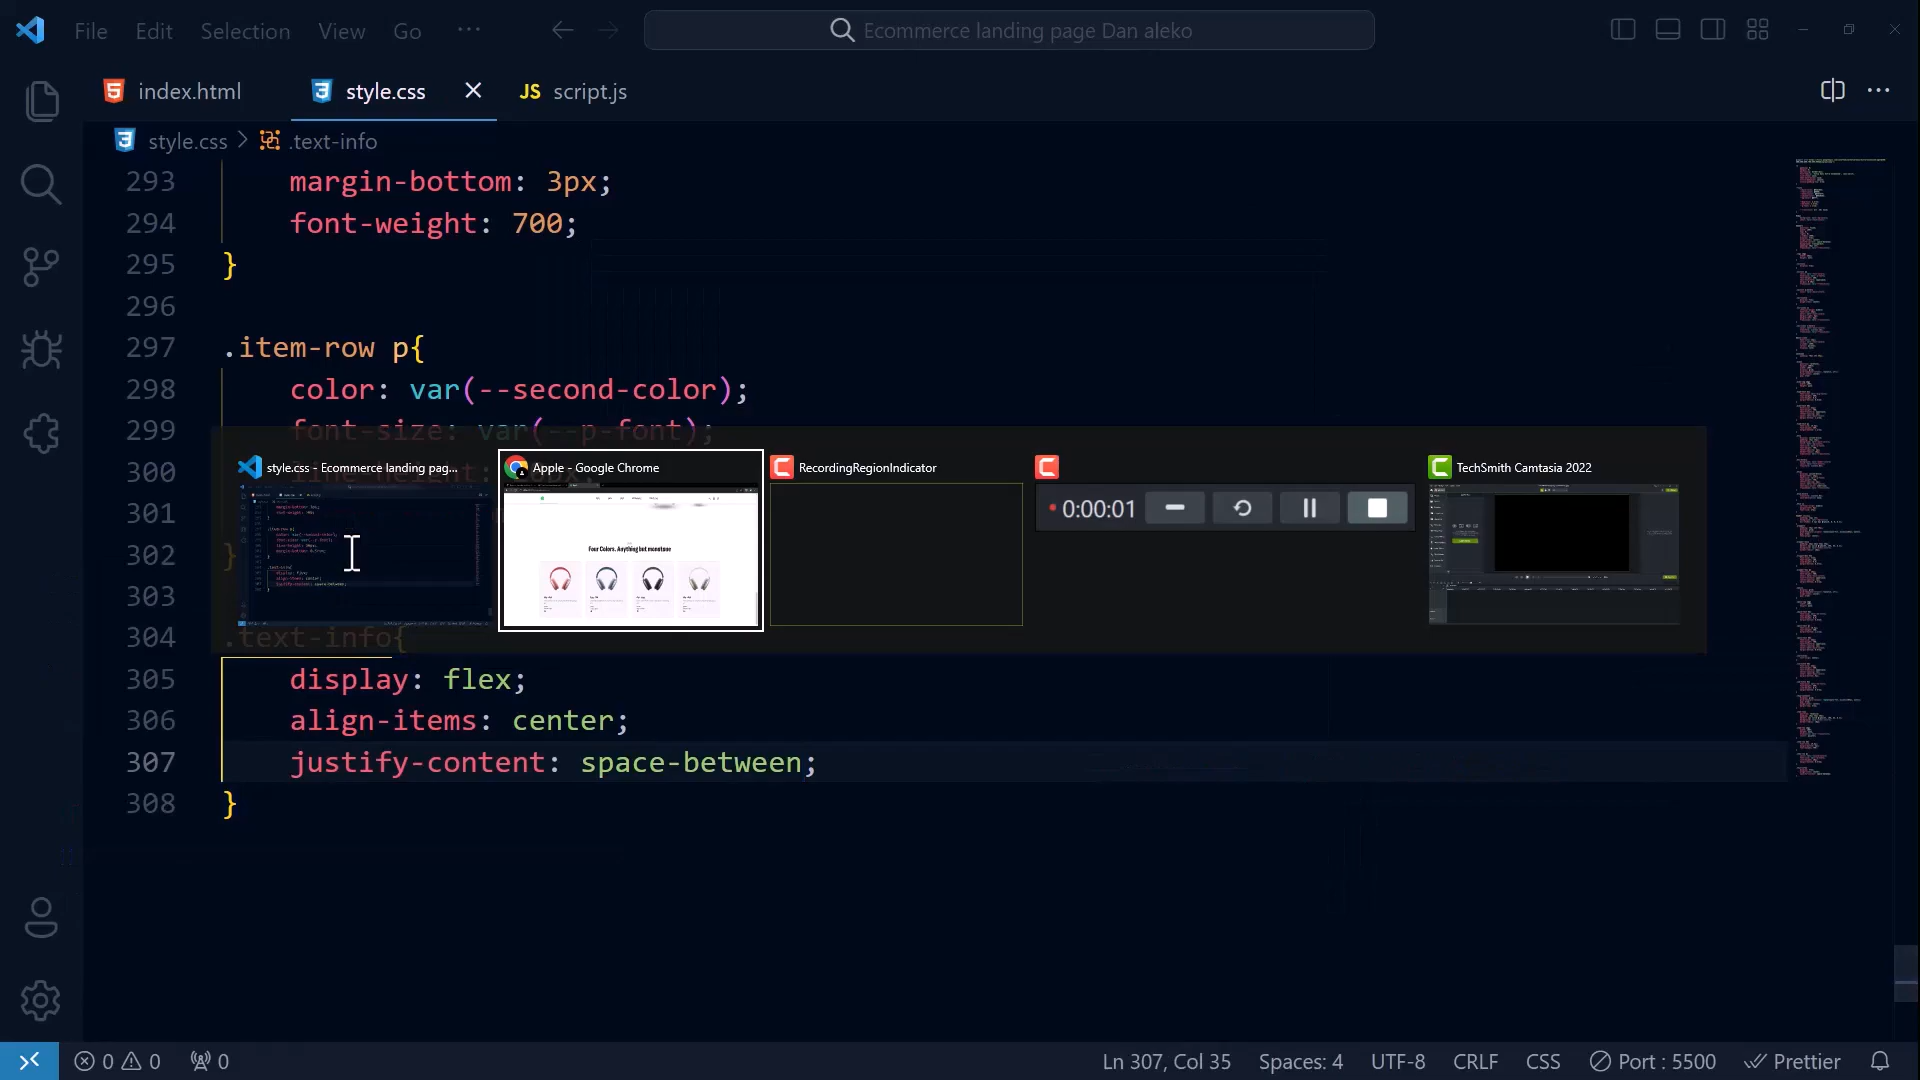 File Edit Selection View Go ··· Ecommerce landing page Dan aleko
index.html style.css JS script.js
style.css > .text-info
293 margin-bottom: 3px;
294 font-weight: 700;
295 }
296
297 .item-row p{
298 color: var(--second-color);
299 font-size: var(--p-font);
300
301
302 }
303
304 .text-info{
305 display: flex;
306 align-items: center;
307 justify-content: space-between;
308 }
style.css - Ecommerce landing pag...
Apple - Google Chrome
Four Colors. Anything but monotone
RecordingRegionIndicator
0:00:01
TechSmith Camtasia 2022
0 0 0 Ln 307, Col 35 Spaces: 4 UTF-8 CRLF CSS Port : 5500 Prettier